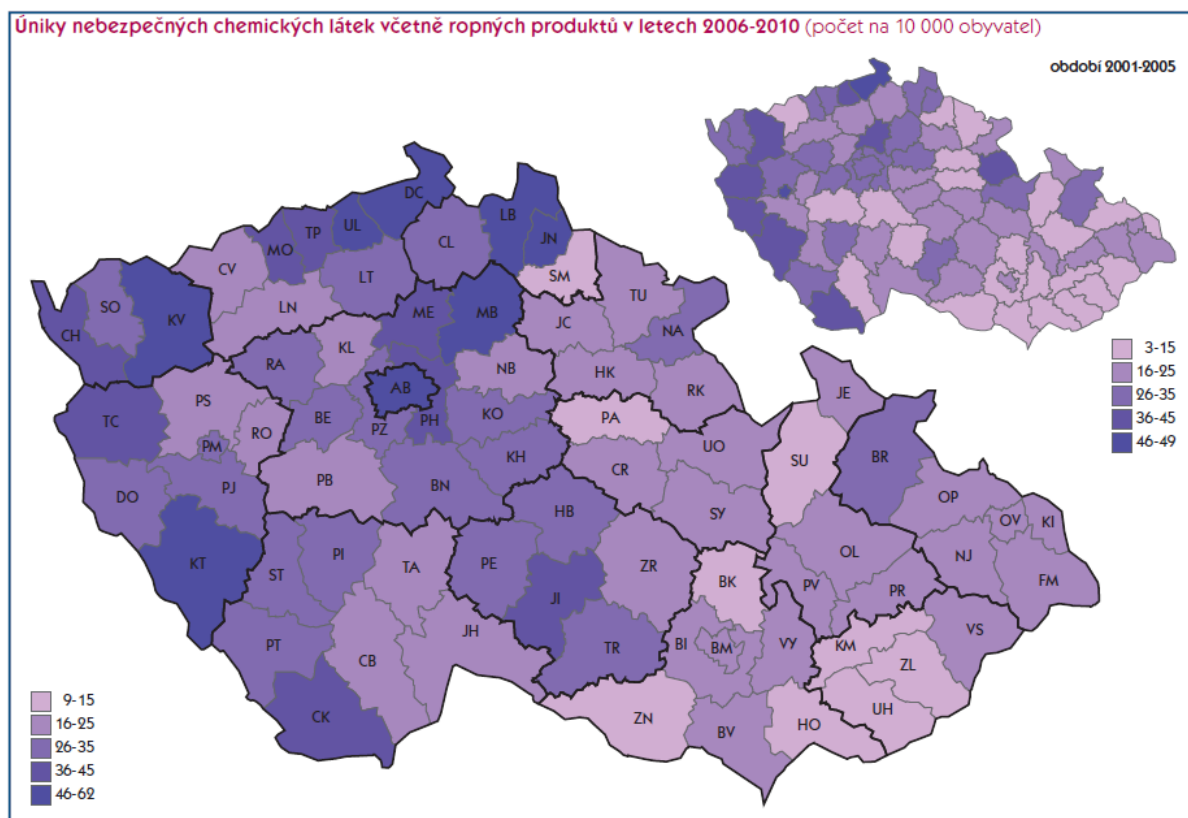 Úniky nebezpečných chemických látek včetně ropných produktů v letech 2006-2010 (počet na 10 000 obyvatel)
období 2001-2005
DC
LB
UL
TP
JN
MO
CL
CV
LT
SM
TU
SO
KV
LN
ME
MB
JC
NA
CH
KL
RA
NB
HK
AB
RK
JE
PS
TC
BE
PH
KO
PA
RO
PZ
PM
UO
SU
BR
KH
CR
PB
BN
DO
PJ
OP
HB
SY
OV
KI
KT
PI
ST
TA
PE
ZR
OL
NJ
BK
FM
JI
PV
PR
JH
VS
PT
TR
BI
BM
VY
KM
CB
ZL
UH
CK
ZN
HO
BV
3-15
16-25
26-35
36-45
46-49
9-15
16-25
26-35
36-45
46-62